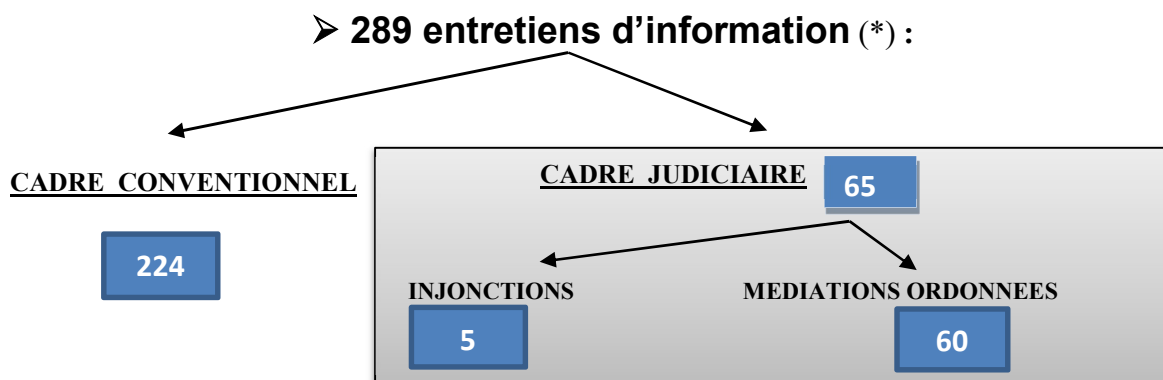 ➢ 289 entretiens d’information (*) :
CADRE CONVENTIONNEL
224
CADRE JUDICIAIRE 65
INJONCTIONS MEDIATIONS ORDONNEES
5 60